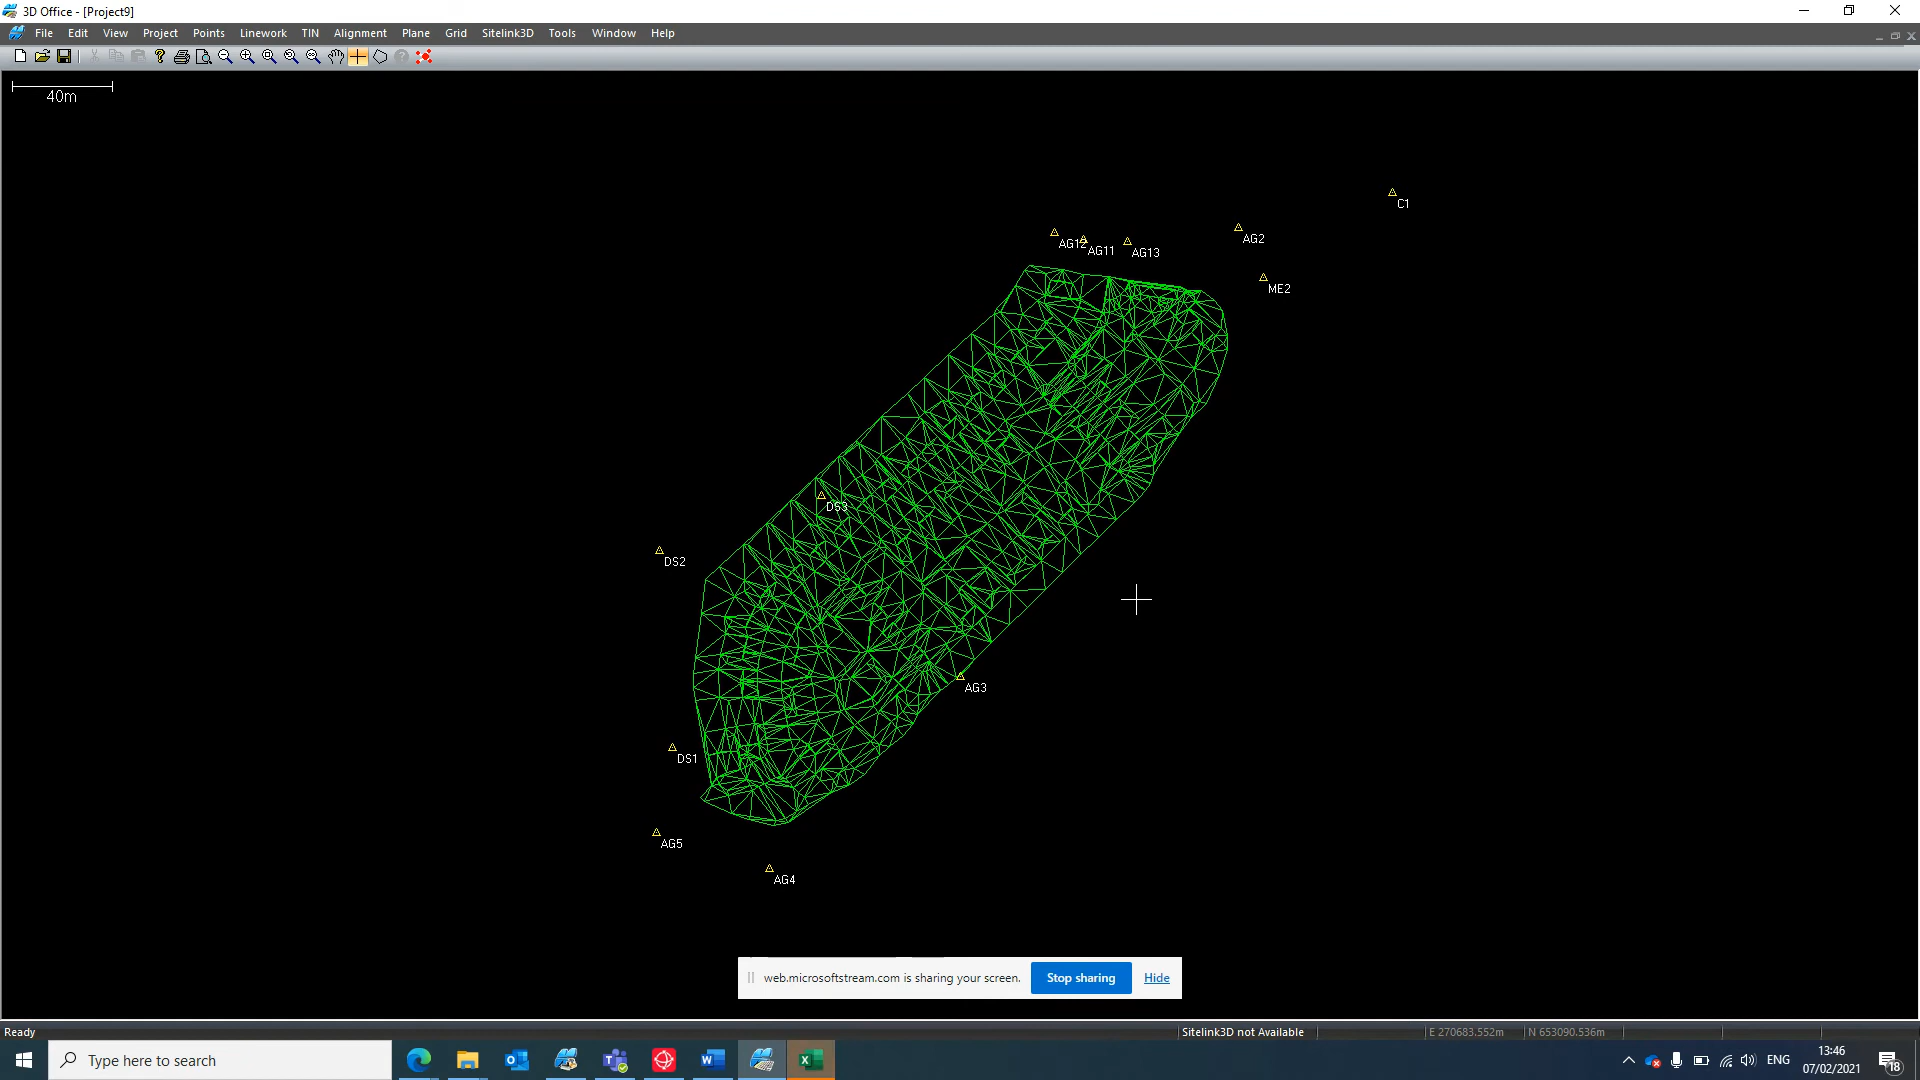 3D Office - [Project9]
File Edit View Project Points Linework TIN Alignment Plane Grid Sitelink3D Tools Window Help
40m
C1
AG2
AG12
AG11
AG13
ME2
DS3
DS2
AG3
DS1
AG5
AG4
web.microsoftstream.com is sharing your screen. Stop sharing Hide
Ready Sitelink3D not Available E 270683.552m N 653090.536m
Type here to search
ENG
13:46
07/02/2021
18